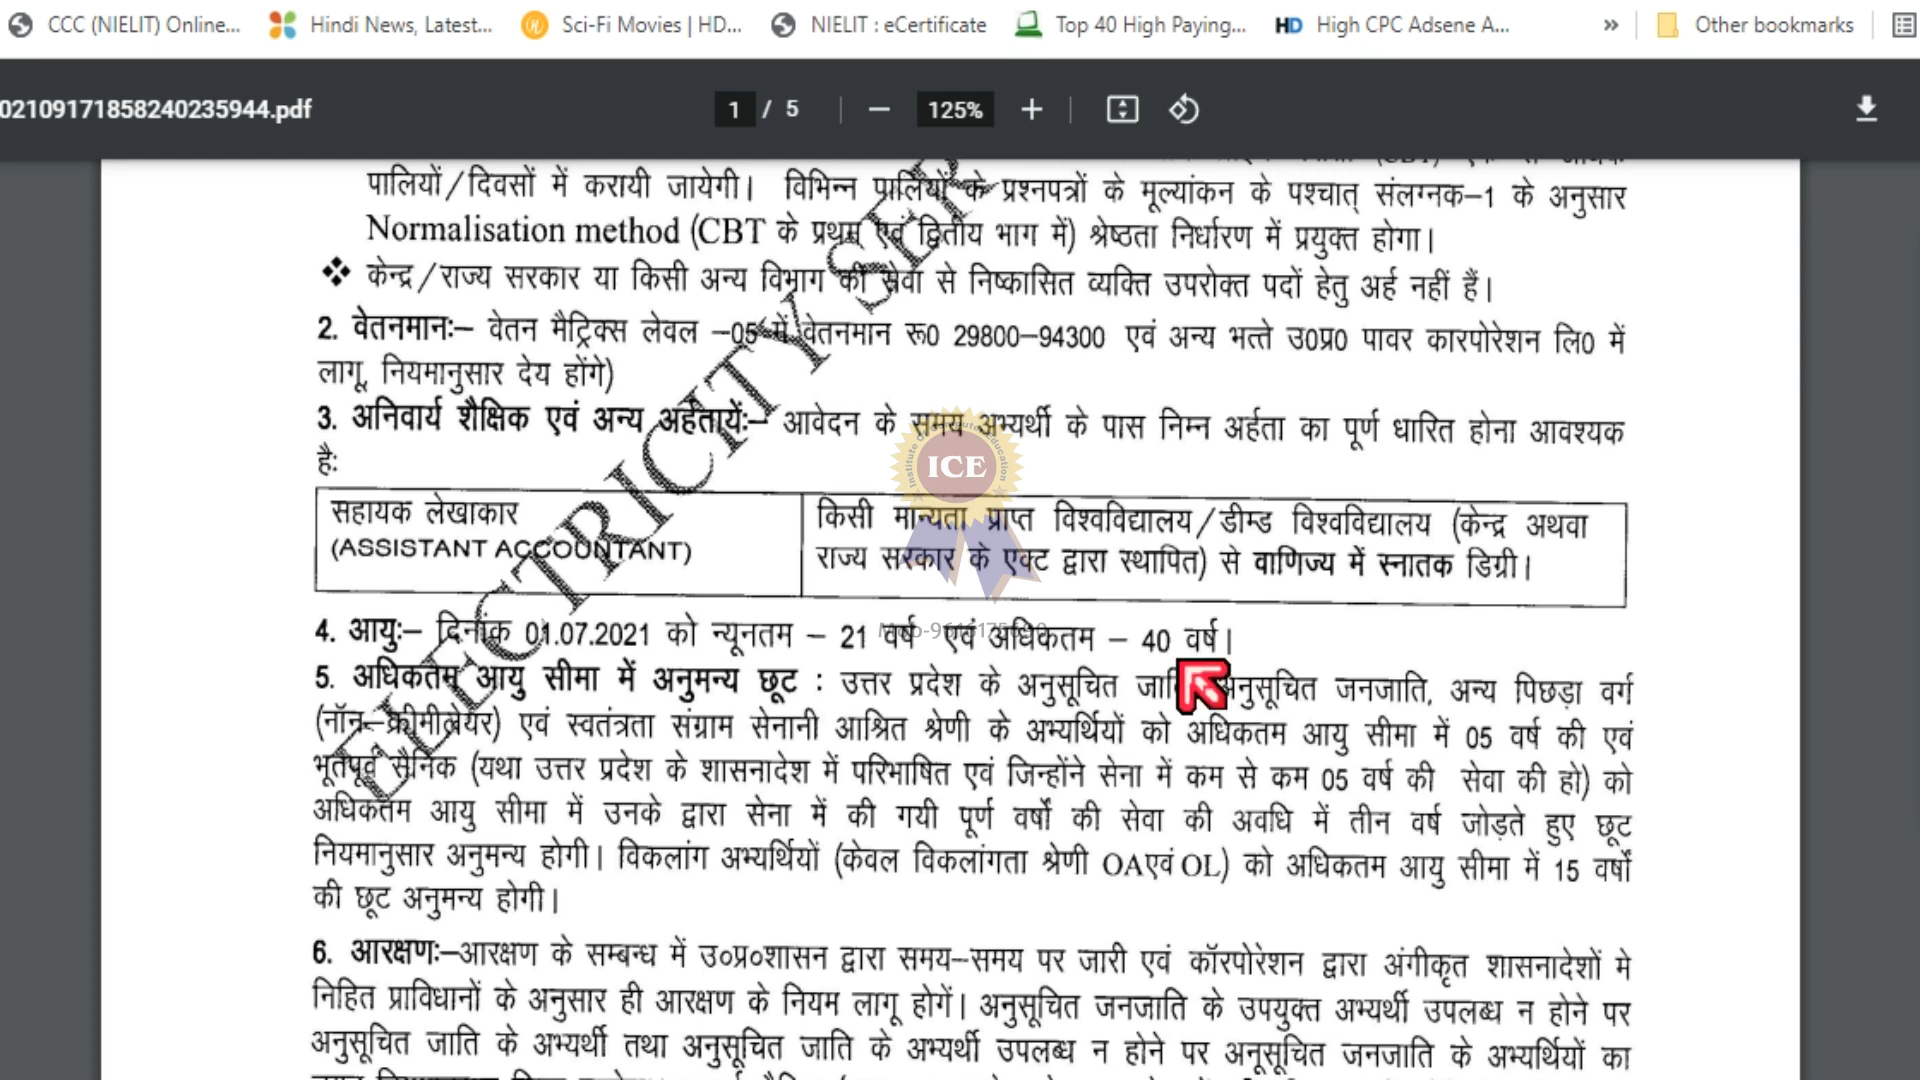 CCC (NIELIT) Online...
Hindi News, Latest...
Sci-Fi Movies | HD...
NIELIT : eCertificate
Top 40 High Paying...
HD High CPC Adsene A...
»
Other bookmarks
02109171858240235944.pdf
1 / 5
125%
पालियों/दिवसों में करायी जायेगी। विभिन्न पालियों के प्रश्नपत्रों के मूल्यांकन के पश्चात् संलग्नक–1 के अनुसार
Normalisation method (CBT के प्रथम एवं द्वितीय भाग में) श्रेष्ठता निर्धारण में प्रयुक्त होगा।
❖ केन्द्र/राज्य सरकार या किसी अन्य विभाग की सेवा से निष्कासित व्यक्ति उपरोक्त पदों हेतु अर्ह नहीं हैं।
2. वेतनमानः– वेतन मैट्रिक्स लेवल –05 में वेतनमान रू0 29800–94300 एवं अन्य भत्ते उ0प्र0 पावर कारपोरेशन लि0 में
लागू, नियमानुसार देय होंगे)
3. अनिवार्य शैक्षिक एवं अन्य अर्हतायेंः– आवेदन के समय अभ्यर्थी के पास निम्न अर्हता का पूर्ण धारित होना आवश्यक
है:
सहायक लेखाकार
(ASSISTANT ACCOUNTANT)
किसी मान्यता प्राप्त विश्वविद्यालय/डीम्ड विश्वविद्यालय (केन्द्र अथवा
राज्य सरकार के एक्ट द्वारा स्थापित) से वाणिज्य में स्नातक डिग्री।
ICE
4. आयुः– दिनांक 01.07.2021 को न्यूनतम – 21 वर्ष एवं अधिकतम – 40 वर्ष।
5. अधिकतम आयु सीमा में अनुमन्य छूट : उत्तर प्रदेश के अनुसूचित जाति अनुसूचित जनजाति, अन्य पिछड़ा वर्ग
(नॉन–क्रीमीलेयर) एवं स्वतंत्रता संग्राम सेनानी आश्रित श्रेणी के अभ्यर्थियों को अधिकतम आयु सीमा में 05 वर्ष की एवं
भूतपूर्व सैनिक (यथा उत्तर प्रदेश के शासनादेश में परिभाषित एवं जिन्होंने सेना में कम से कम 05 वर्ष की सेवा की हो) को
अधिकतम आयु सीमा में उनके द्वारा सेना में की गयी पूर्ण वर्षों की सेवा की अवधि में तीन वर्ष जोड़ते हुए छूट
नियमानुसार अनुमन्य होगी। विकलांग अभ्यर्थियों (केवल विकलांगता श्रेणी OAएवं OL) को अधिकतम आयु सीमा में 15 वर्षों
की छूट अनुमन्य होगी।
6. आरक्षणः–आरक्षण के सम्बन्ध में उ०प्र०शासन द्वारा समय–समय पर जारी एवं कॉरपोरेशन द्वारा अंगीकृत शासनादेशों मे
निहित प्राविधानों के अनुसार ही आरक्षण के नियम लागू होगें। अनुसूचित जनजाति के उपयुक्त अभ्यर्थी उपलब्ध न होने पर
अनुसूचित जाति के अभ्यर्थी तथा अनुसूचित जाति के अभ्यर्थी उपलब्ध न होने पर अनुसूचित जनजाति के अभ्यर्थियों का
ELECTRICITY SER